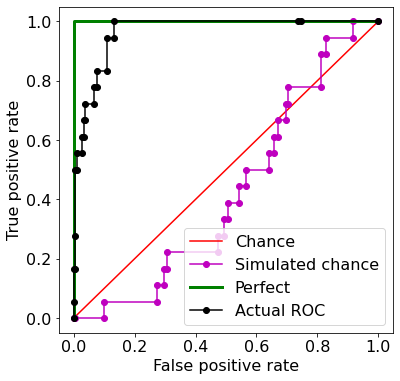 1.0
0.8
0.6
0.4
0.2
0.0
True positive rate
Chance
Simulated chance
Perfect
Actual ROC
0.0 0.2 0.4 0.6 0.8 1.0
False positive rate